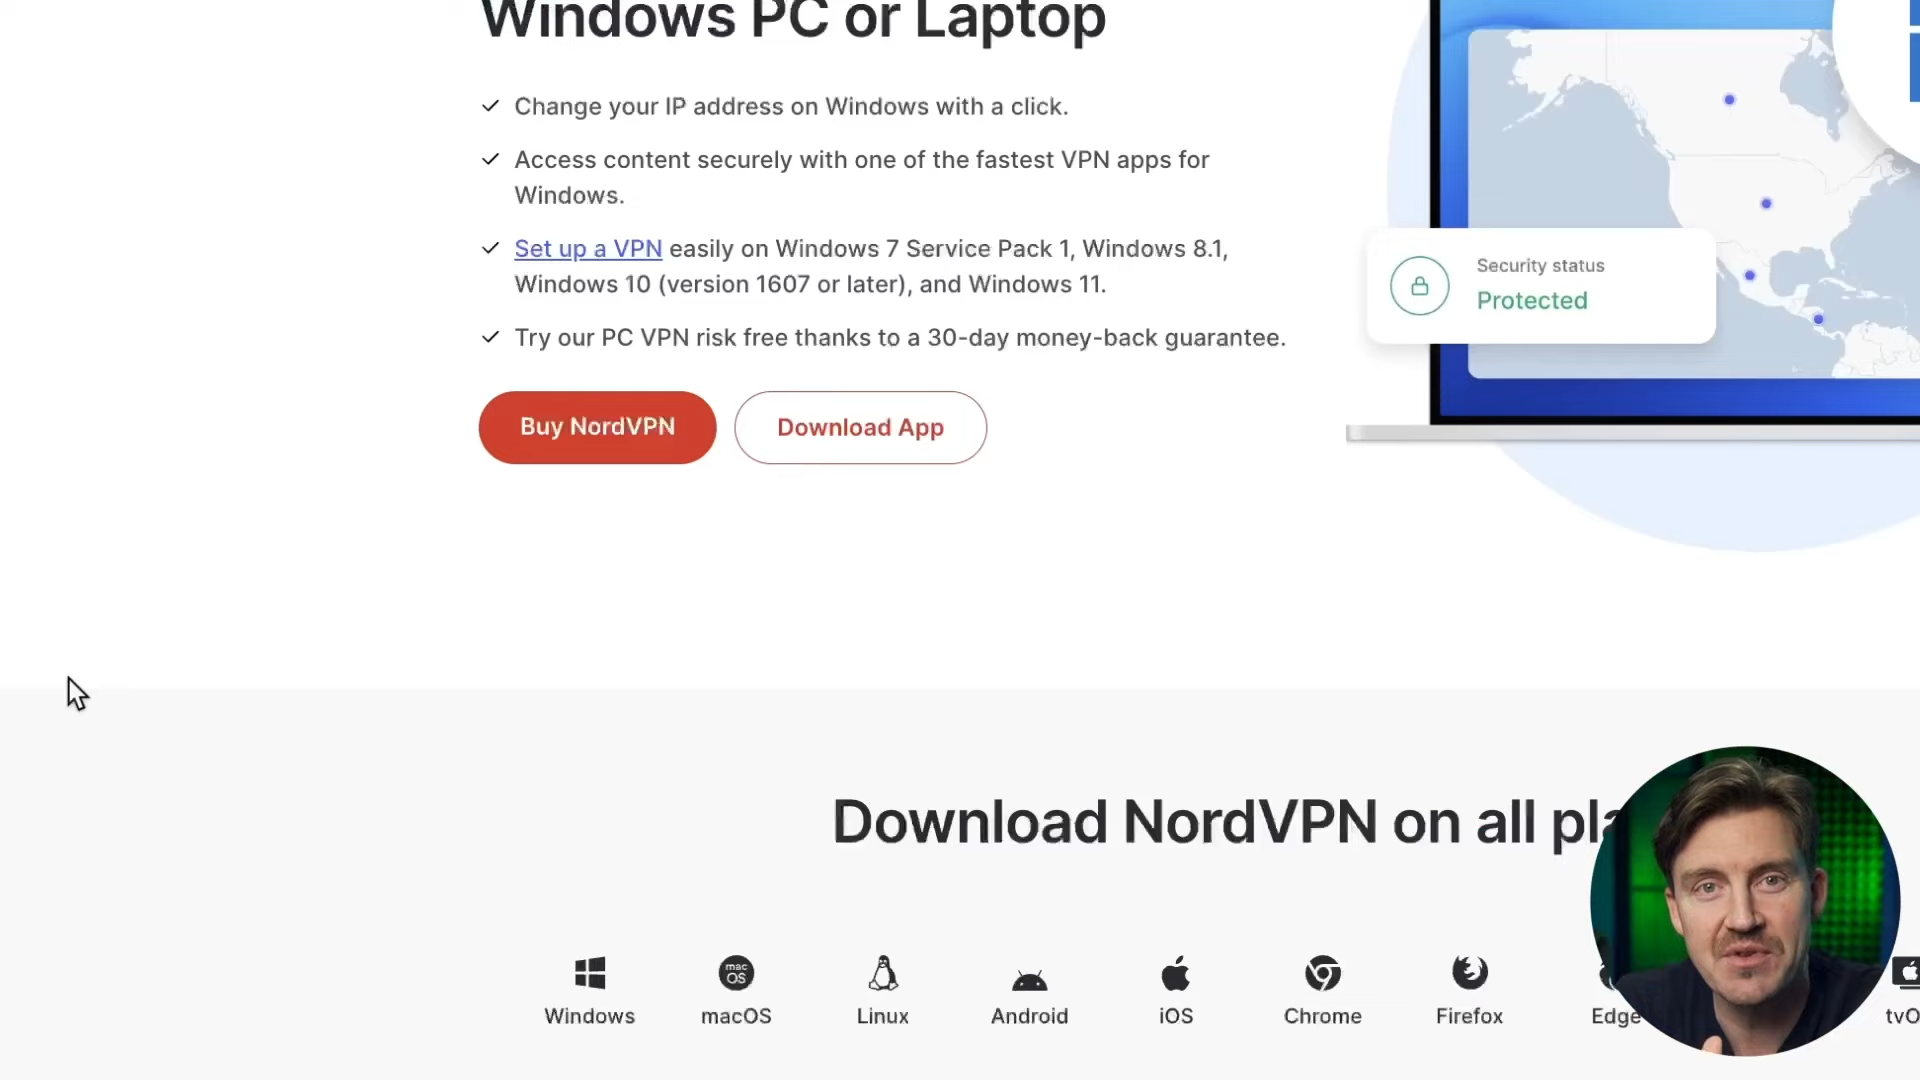 Windows PC or Laptop
Change your IP address on Windows with a click.
Access content securely with one of the fastest VPN apps for
Windows.
Set up a VPN easily on Windows 7 Service Pack 1, Windows 8.1,
Windows 10 (version 1607 or later), and Windows 11.
Try our PC VPN risk free thanks to a 30-day money-back guarantee.
Buy NordVPN
Download App
Security status
Protected
Download NordVPN on all pla
mac
OS
Windows
macOS
Linux
Android
iOS
Chrome
Firefox
Edge
tvO